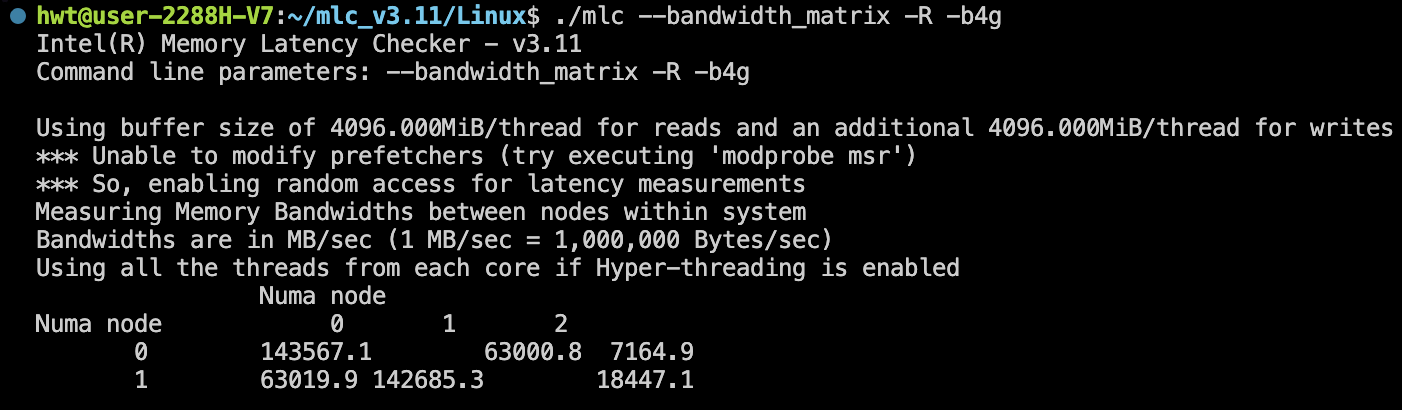 hwt@user-2288H-V7:~/mlc_v3.11/Linux$ ./mlc --bandwidth_matrix -R -b4g
Intel(R) Memory Latency Checker - v3.11
Command line parameters: --bandwidth_matrix -R -b4g

Using buffer size of 4096.000MiB/thread for reads and an additional 4096.000MiB/thread for writes
*** Unable to modify prefetchers (try executing 'modprobe msr')
*** So, enabling random access for latency measurements
Measuring Memory Bandwidths between nodes within system
Bandwidths are in MB/sec (1 MB/sec = 1,000,000 Bytes/sec)
Using all the threads from each core if Hyper-threading is enabled
                Numa node
Numa node            0       1       2
       0        143567.1        63000.8  7164.9
       1        63019.9 142685.3        18447.1